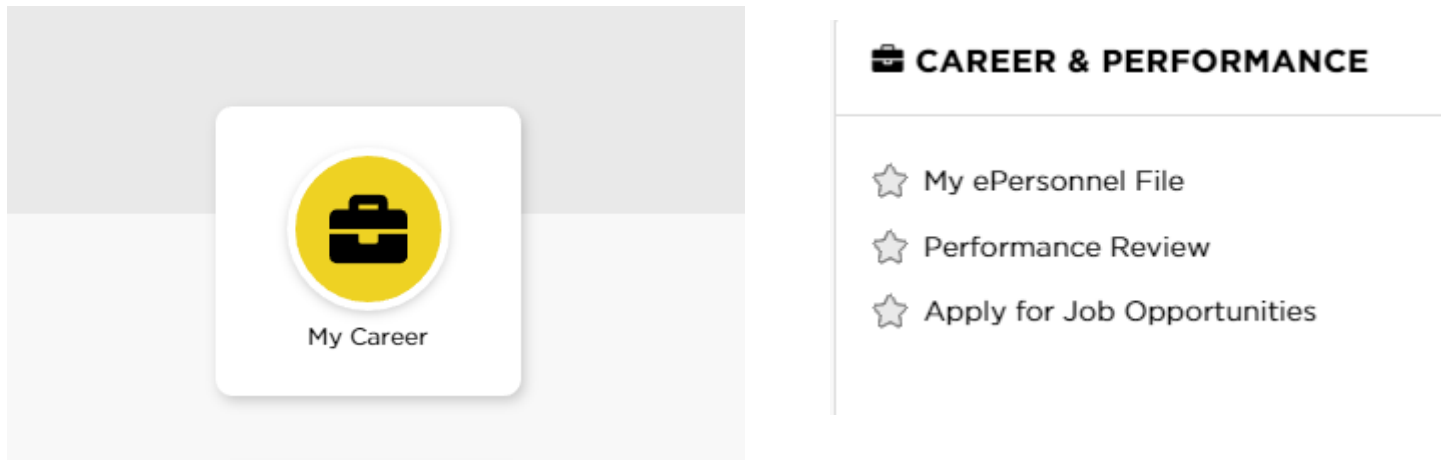 My Career
CAREER & PERFORMANCE
My ePersonnel File
Performance Review
Apply for Job Opportunities